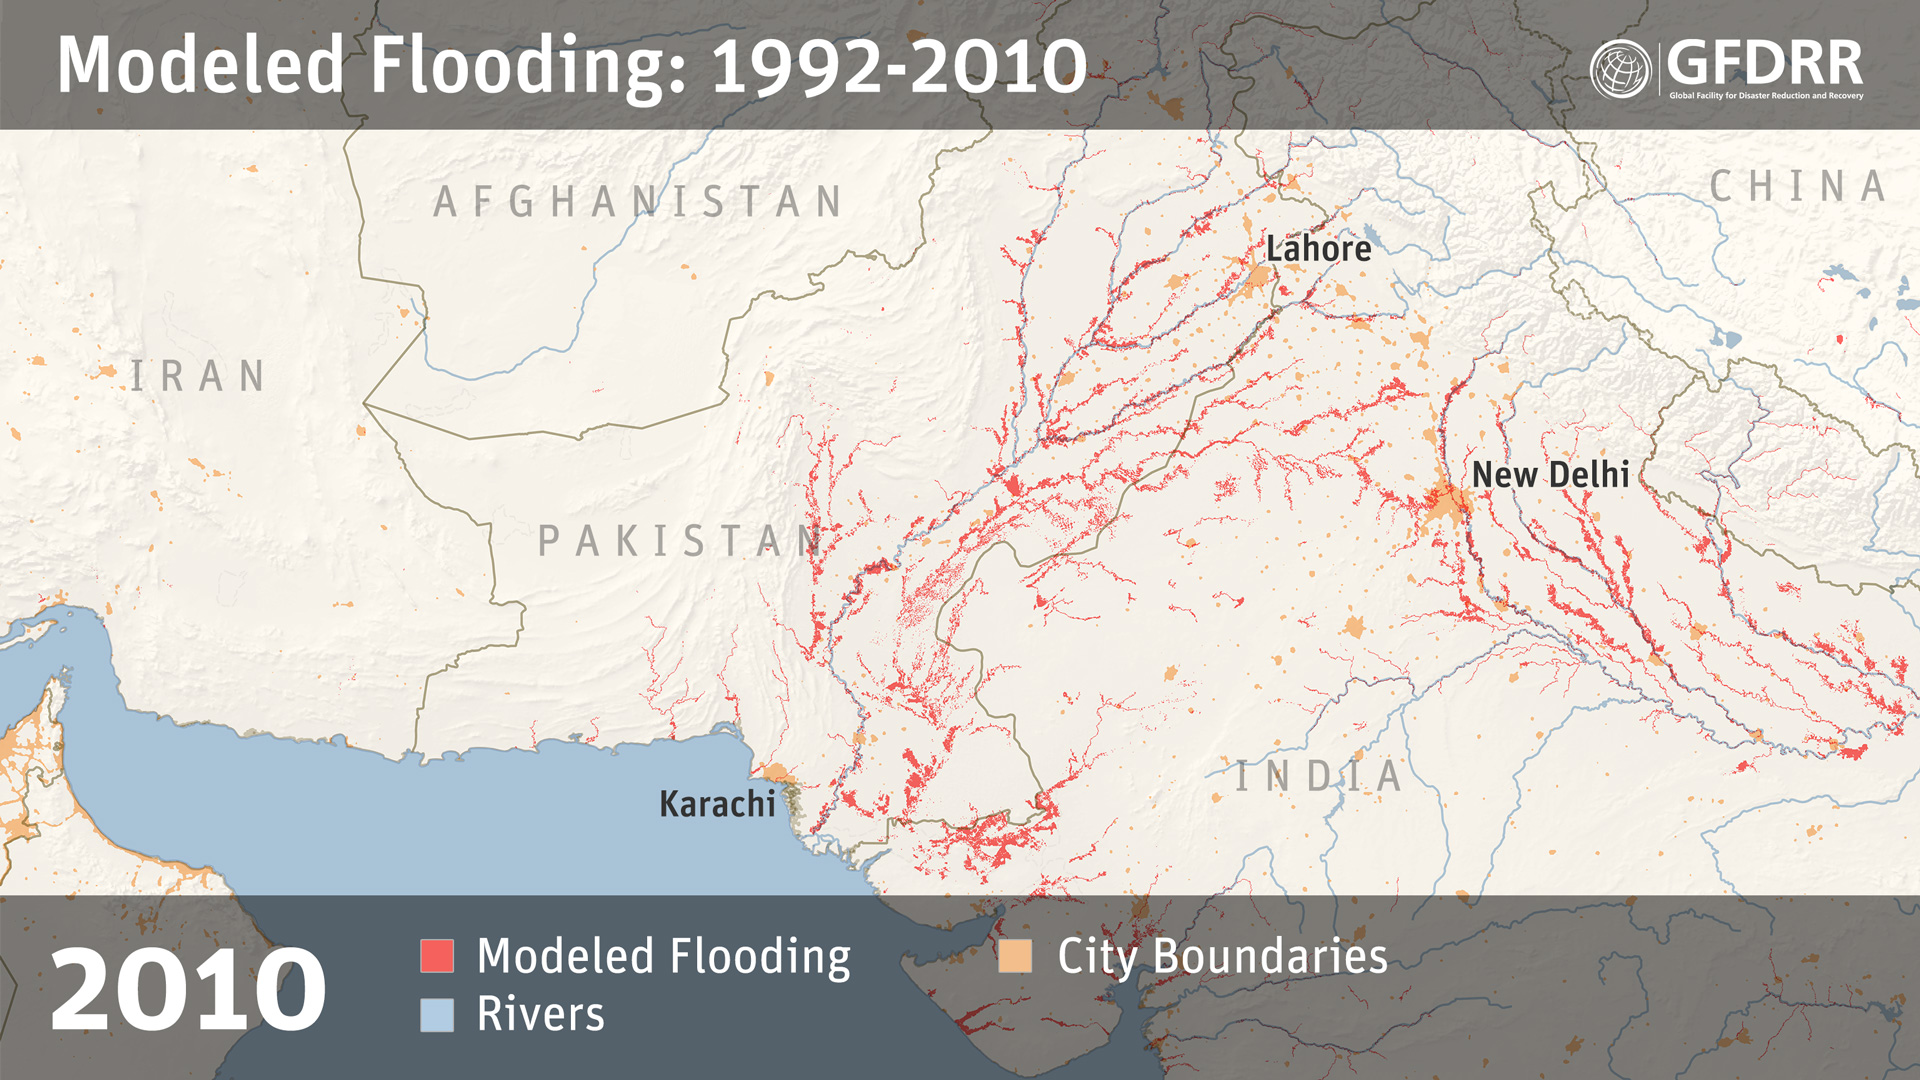 Modeled Flooding: 1992-2010
GFDRR
Global Facility for Disaster Reduction and Recovery
CHINA
AFGHANISTAN
Lahore
IRAN
New Delhi
PAKISTAN
INDIA
Karachi
2010
Modeled Flooding
City Boundaries
Rivers